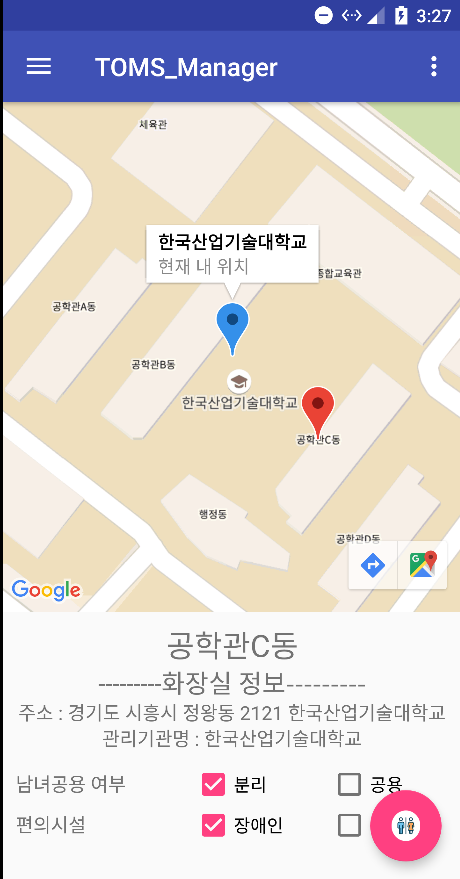 3:27
TOMS_Manager
체육관
한국산업기술대학교
현재 내 위치
종합교육관
공학관A동
공학관B동
한국산업기술대학교
공학관C동
행정동
공학관D동
Google
공학관C동
---------화장실 정보---------
주소 : 경기도 시흥시 정왕동 2121 한국산업기술대학교
관리기관명 : 한국산업기술대학교
남녀공용 여부 분리 공용
편의시설 장애인